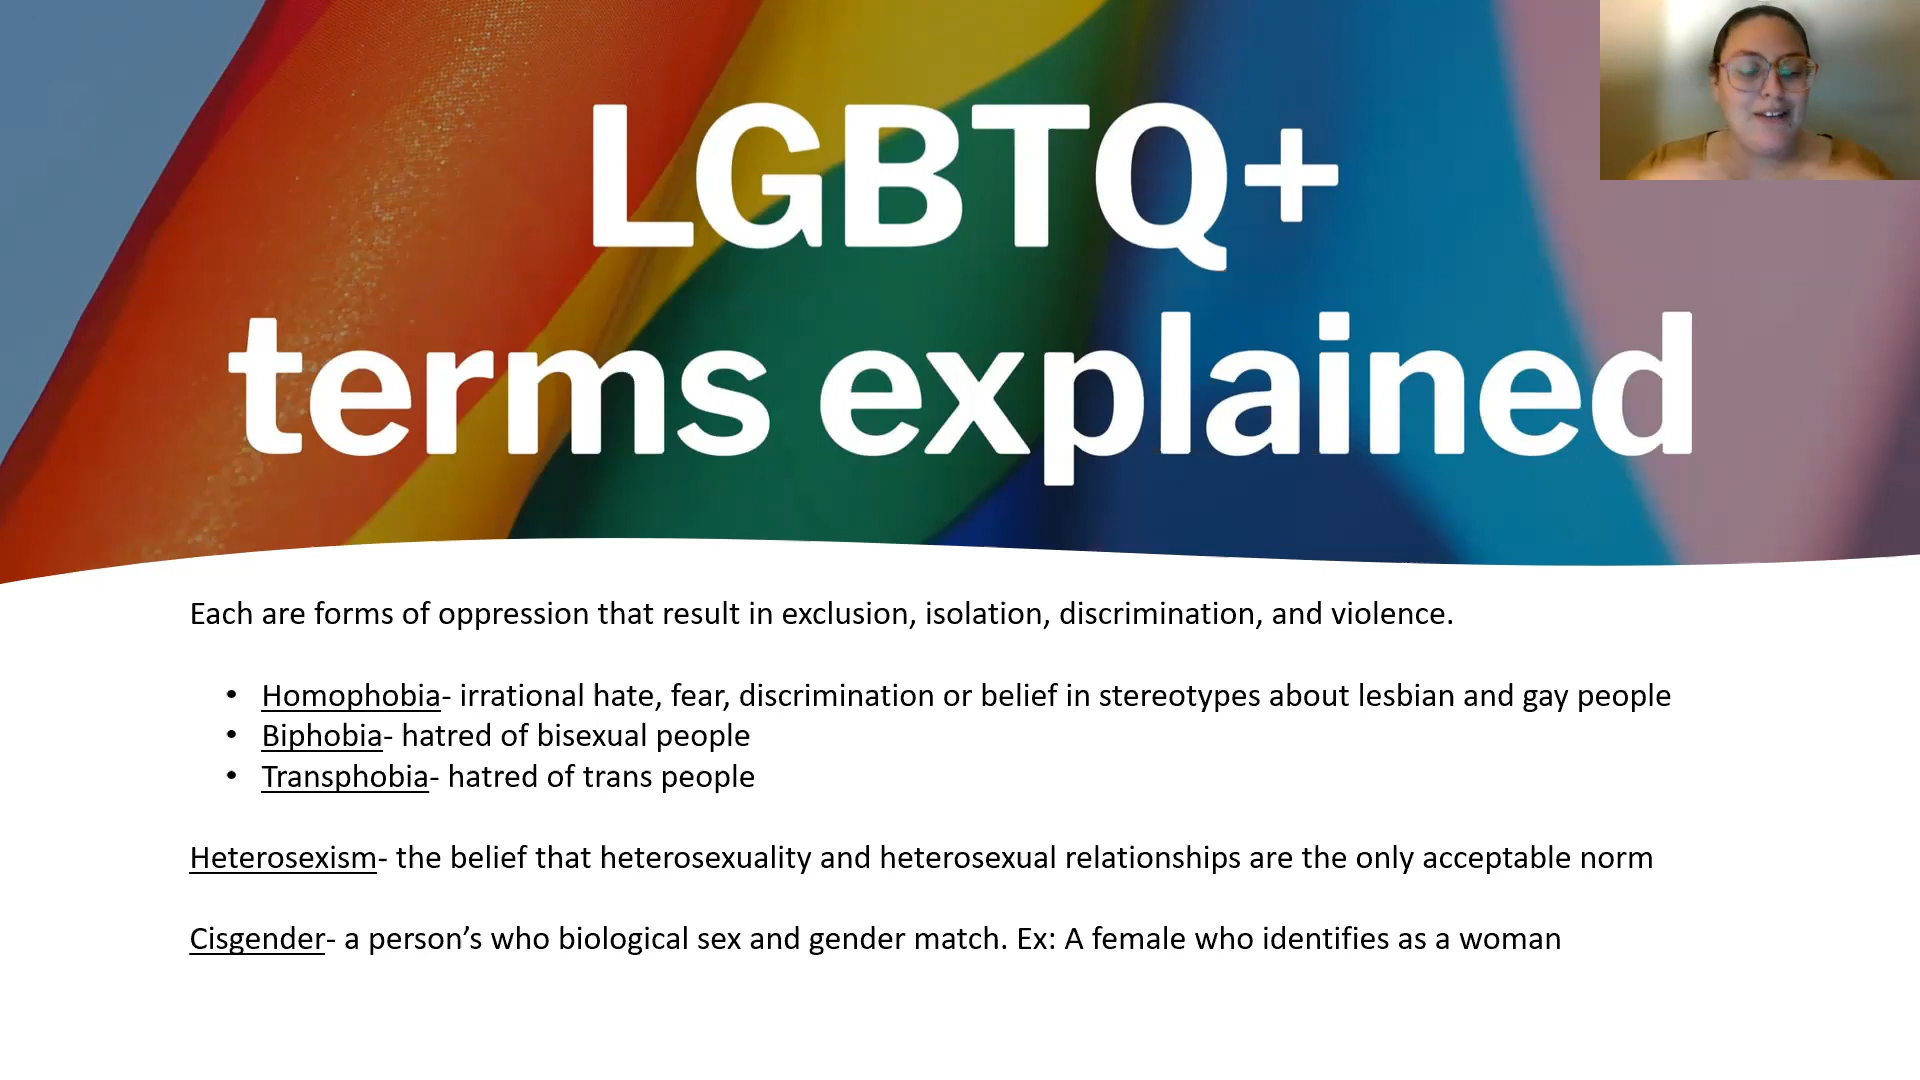 LGBTQ+
terms explained
Each are forms of oppression that result in exclusion, isolation, discrimination, and violence.
• Homophobia- irrational hate, fear, discrimination or belief in stereotypes about lesbian and gay people
• Biphobia- hatred of bisexual people
• Transphobia- hatred of trans people
Heterosexism- the belief that heterosexuality and heterosexual relationships are the only acceptable norm
Cisgender- a person’s who biological sex and gender match. Ex: A female who identifies as a woman